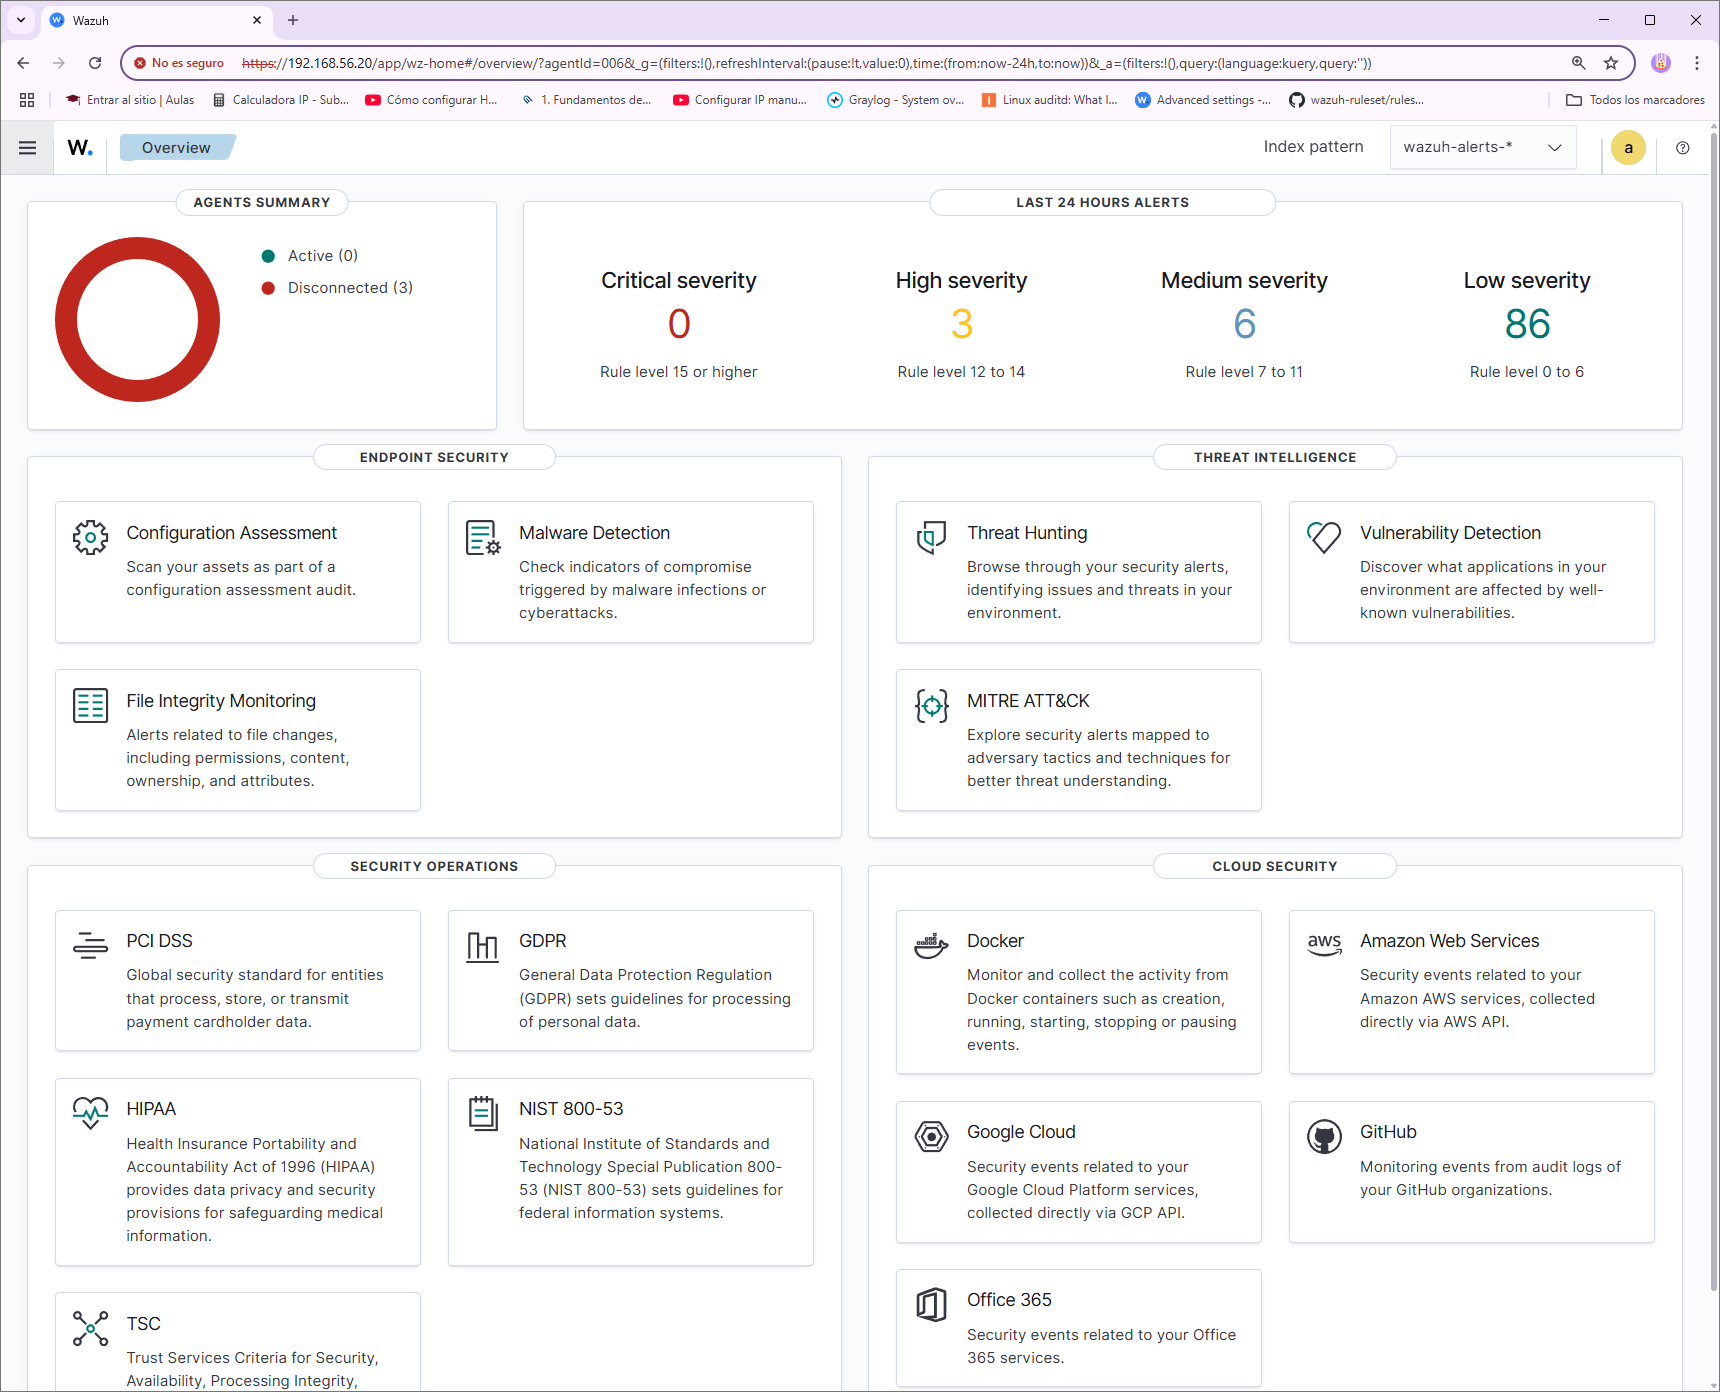 Wazuh
No es seguro https://192.168.56.20/app/wz-home#/overview/?agentId=006&_g=(filters:!(),refreshInterval:(pause:!t,value:0),time:(from:now-24h,to:now))&_a=(filters:!(),query:(language:kuery,query:''))
Entrar al sitio | Aulas Calculadora IP - Sub... Cómo configurar H... 1. Fundamentos de... Configurar IP manu... Graylog - System ov... Linux auditd: What I... Advanced settings -... wazuh-ruleset/rules... Todos los marcadores
W. Overview Index pattern wazuh-alerts-* a
AGENTS SUMMARY
Active (0)
Disconnected (3)
LAST 24 HOURS ALERTS
Critical severity
0
Rule level 15 or higher
High severity
3
Rule level 12 to 14
Medium severity
6
Rule level 7 to 11
Low severity
86
Rule level 0 to 6
ENDPOINT SECURITY
Configuration Assessment
Scan your assets as part of a
configuration assessment audit.
Malware Detection
Check indicators of compromise
triggered by malware infections or
cyberattacks.
File Integrity Monitoring
Alerts related to file changes,
including permissions, content,
ownership, and attributes.
THREAT INTELLIGENCE
Threat Hunting
Browse through your security alerts,
identifying issues and threats in your
environment.
Vulnerability Detection
Discover what applications in your
environment are affected by well-
known vulnerabilities.
MITRE ATT&CK
Explore security alerts mapped to
adversary tactics and techniques for
better threat understanding.
SECURITY OPERATIONS
PCI DSS
Global security standard for entities
that process, store, or transmit
payment cardholder data.
GDPR
General Data Protection Regulation
(GDPR) sets guidelines for processing
of personal data.
HIPAA
Health Insurance Portability and
Accountability Act of 1996 (HIPAA)
provides data privacy and security
provisions for safeguarding medical
information.
NIST 800-53
National Institute of Standards and
Technology Special Publication 800-
53 (NIST 800-53) sets guidelines for
federal information systems.
TSC
Trust Services Criteria for Security,
Availability, Processing Integrity,
CLOUD SECURITY
Docker
Monitor and collect the activity from
Docker containers such as creation,
running, starting, stopping or pausing
events.
aws
Amazon Web Services
Security events related to your
Amazon AWS services, collected
directly via AWS API.
Google Cloud
Security events related to your
Google Cloud Platform services,
collected directly via GCP API.
GitHub
Monitoring events from audit logs of
your GitHub organizations.
Office 365
Security events related to your Office
365 services.